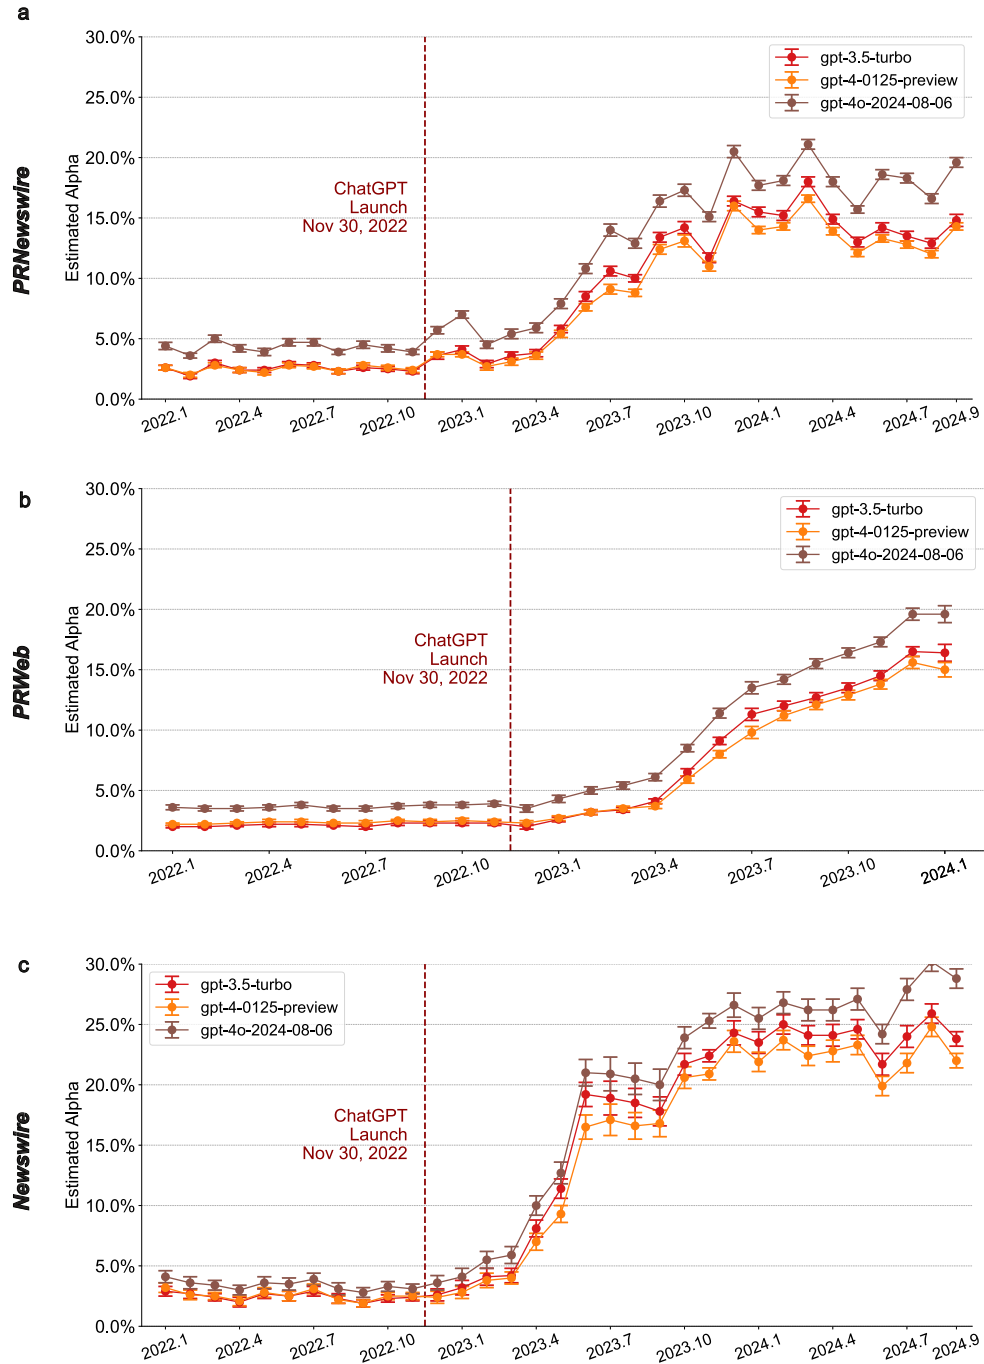 a
30.0%
25.0%
20.0%
15.0%
10.0%
5.0%
0.0%
Estimated Alpha
PRNewswire
gpt-3.5-turbo
gpt-4-0125-preview
gpt-4o-2024-08-06
ChatGPT
Launch
Nov 30, 2022
2022.1
2022.4
2022.7
2022.10
2023.1
2023.4
2023.7
2023.10
2024.1
2024.4
2024.7
2024.9
b
30.0%
25.0%
20.0%
15.0%
10.0%
5.0%
0.0%
Estimated Alpha
PRWeb
gpt-3.5-turbo
gpt-4-0125-preview
gpt-4o-2024-08-06
ChatGPT
Launch
Nov 30, 2022
2022.1
2022.4
2022.7
2022.10
2023.1
2023.4
2023.7
2023.10
2024.1
c
30.0%
25.0%
20.0%
15.0%
10.0%
5.0%
0.0%
Estimated Alpha
Newswire
gpt-3.5-turbo
gpt-4-0125-preview
gpt-4o-2024-08-06
ChatGPT
Launch
Nov 30, 2022
2022.1
2022.4
2022.7
2022.10
2023.1
2023.4
2023.7
2023.10
2024.1
2024.4
2024.7
2024.9